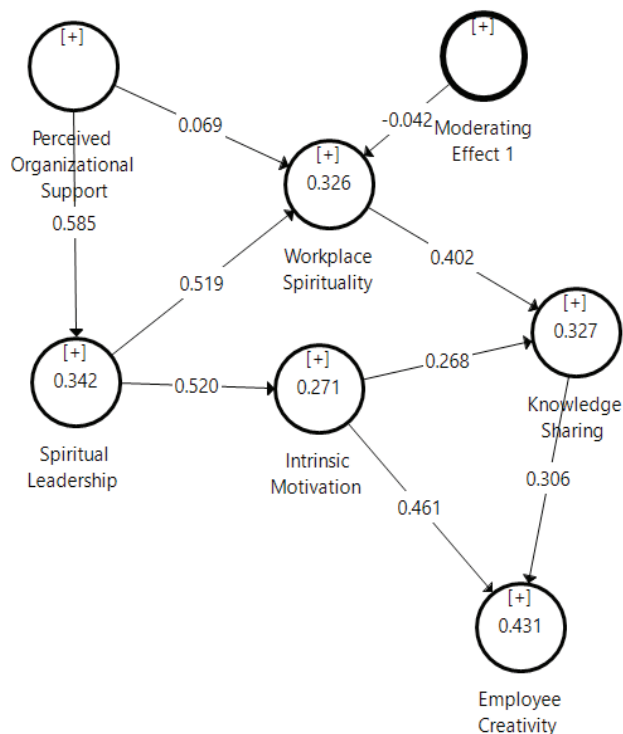 [+]
Perceived
Organizational
Support
[+]
Moderating
Effect 1
0.069
-0.042
[+]
0.326
Workplace
Spirituality
0.585
0.519
0.402
[+]
0.342
Spiritual
Leadership
0.520
[+]
0.271
Intrinsic
Motivation
0.268
[+]
0.327
Knowledge
Sharing
0.461
0.306
[+]
0.431
Employee
Creativity